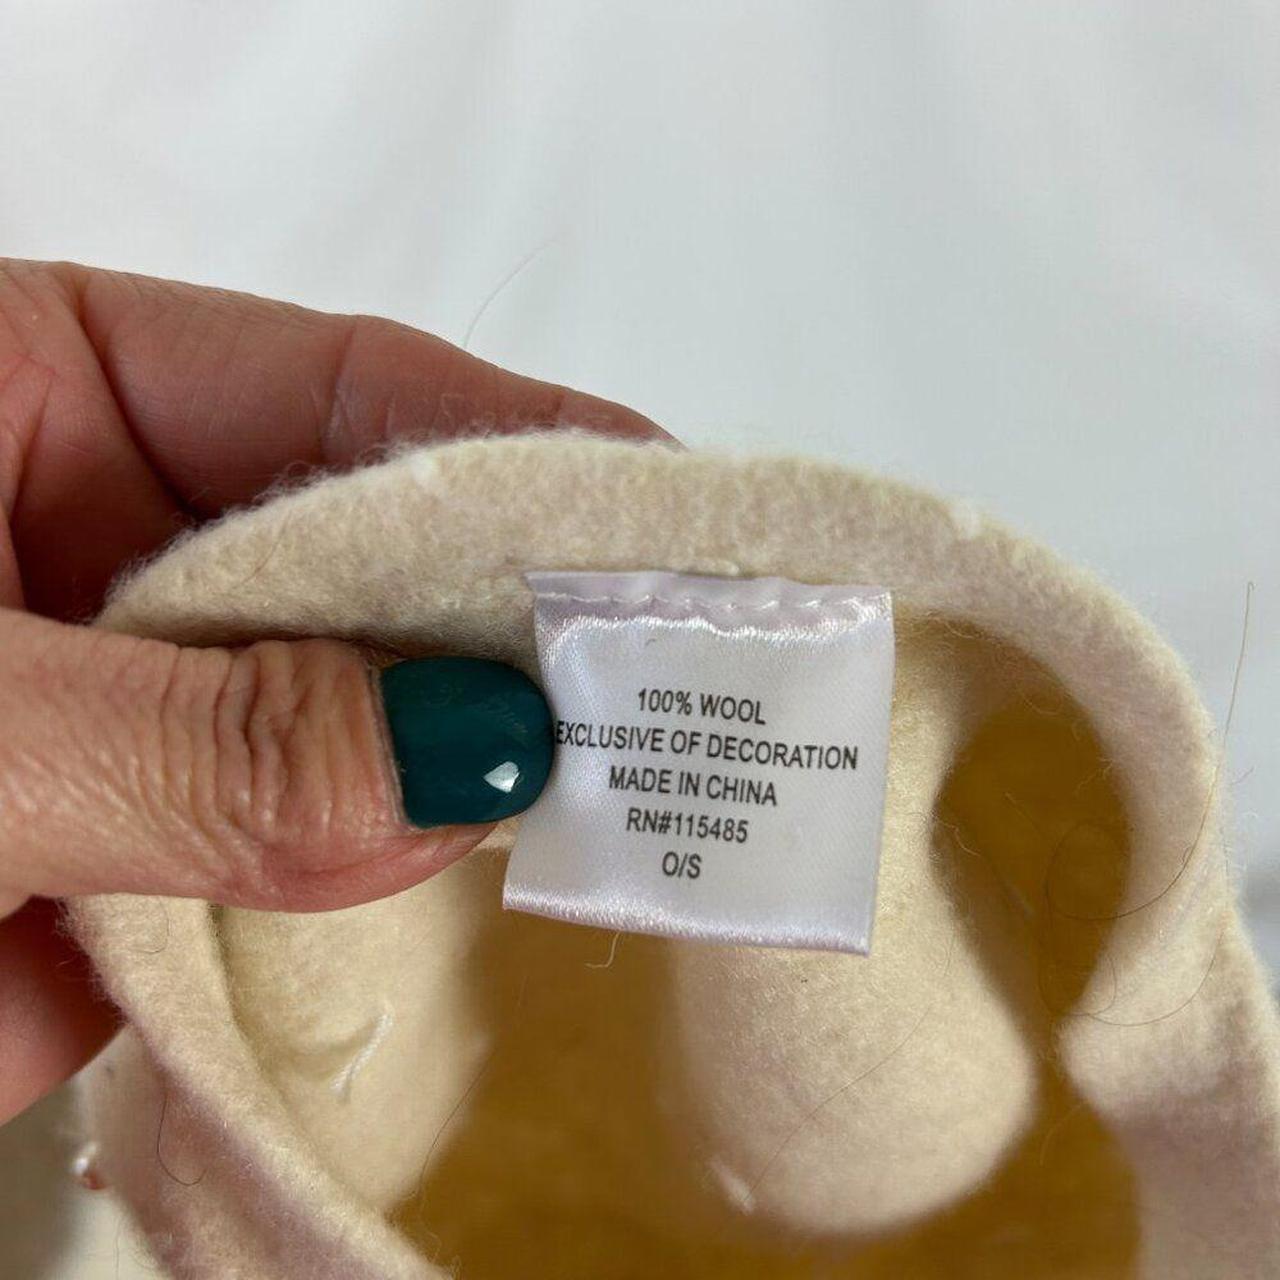 100% WOOL
EXCLUSIVE OF DECORATION
MADE IN CHINA
RN#115485
O/S